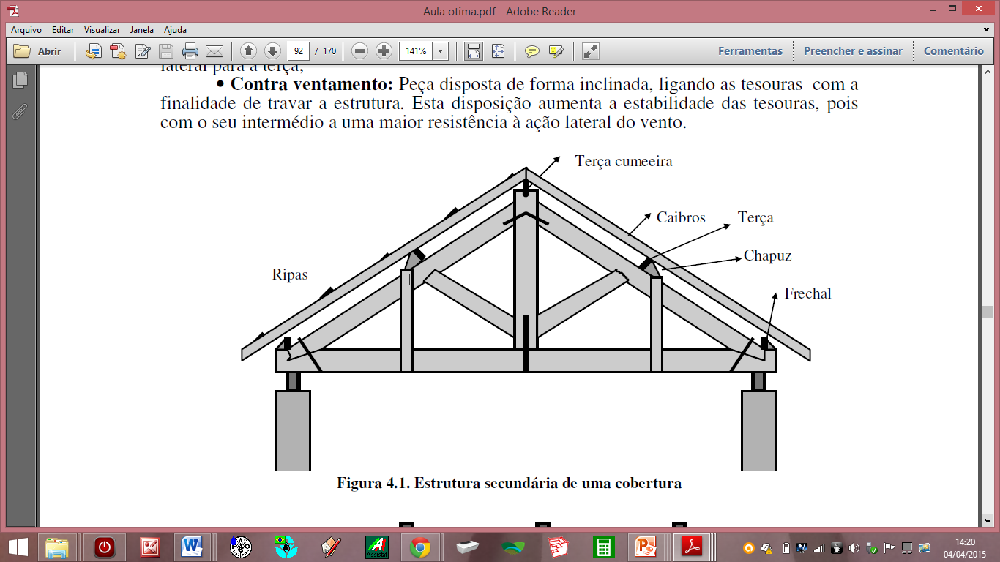 Aula otima.pdf - Adobe Reader
Arquivo Editar Visualizar Janela Ajuda
Abrir 92 / 170 141% Ferramentas Preencher e assinar Comentário
lateral para a terça;
• Contra ventamento: Peça disposta de forma inclinada, ligando as tesouras com a
finalidade de travar a estrutura. Esta disposição aumenta a estabilidade das tesouras, pois
com o seu intermédio a uma maior resistência à ação lateral do vento.
Terça cumeeira
Caibros Terça
Chapuz
Ripas
Frechal
Figura 4.1. Estrutura secundária de uma cobertura
Assistat
14:20
04/04/2015